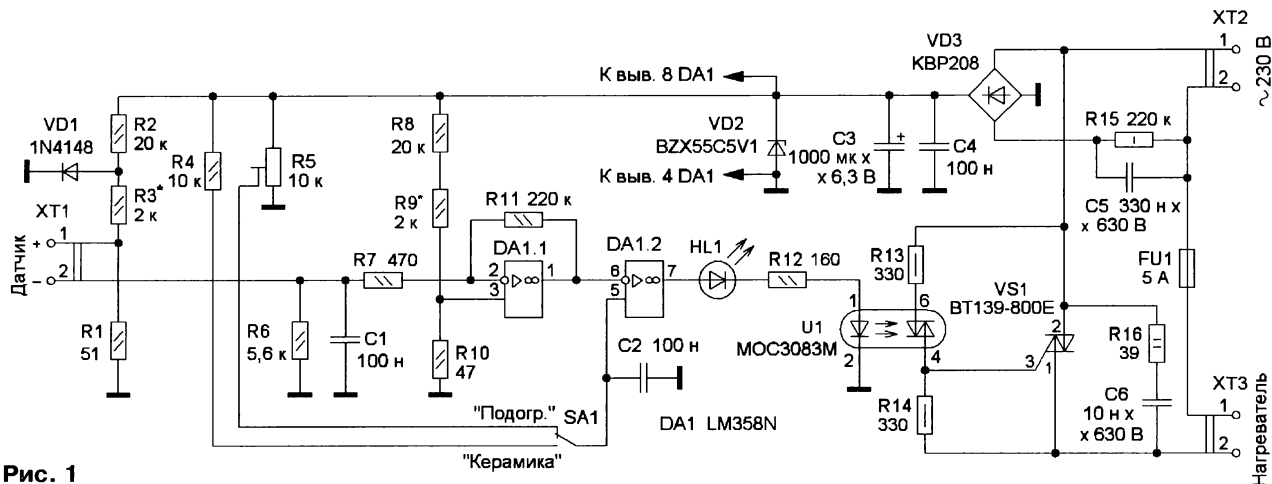 XT2
1
2
~230 В
VD3
KBP208
К выв. 8 DA1
VD1
1N4148
R2
20 к
R4
10 к
R5
10 к
R8
20 к
VD2
BZX55C5V1
C3
1000 мк х
х 6,3 В
C4
100 н
R15 220 к
R3*
2 к
К выв. 4 DA1
C5 330 н х
х 630 В
XT1
R9*
2 к
R11 220 к
Датчик
+
1
–
2
R7 470
DA1.1
2
3
1
DA1.2
6
5
7
HL1
R12 160
R13
330
FU1
5 А
VS1
BT139-800E
1
2
6
4
U1
MOC3083M
2
3
1
R16
39
R1
51
R6
5,6 к
C1
100 н
R10
47
C2 100 н
C6
10 н х
х 630 В
XT3
1
2
Нагреватель
R14
330
"Подогр."
SA1
DA1 LM358N
"Керамика"
Рис. 1